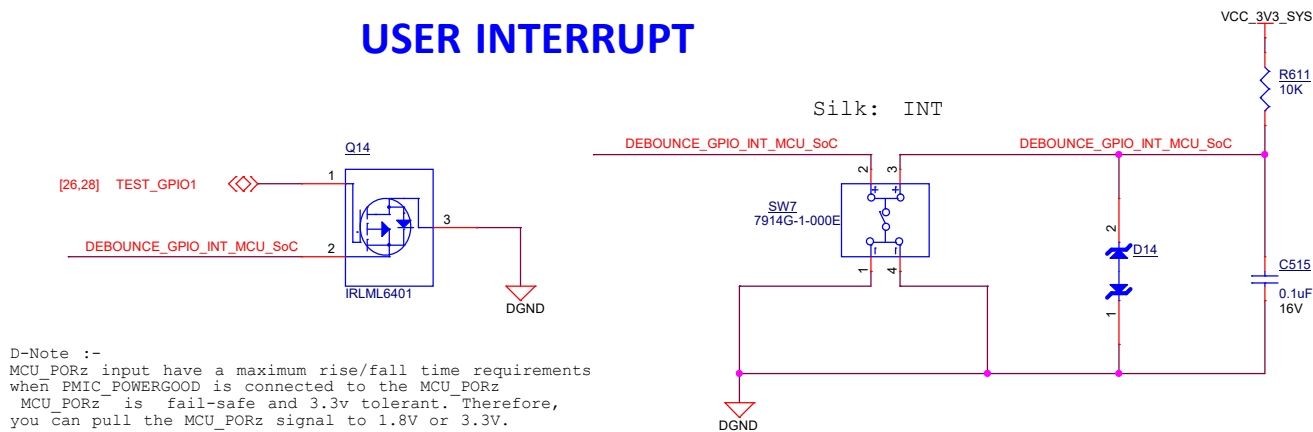 USER INTERRUPT
VCC_3V3_SYS
R611
10K
Silk: INT
DEBOUNCE_GPIO_INT_MCU_SoC
DEBOUNCE_GPIO_INT_MCU_SoC
2
3
SW7
7914G-1-000E
1
4
2
D14
1
C515
0.1uF
16V
DGND
Q14
[26,28] TEST_GPIO1
1
3
DEBOUNCE_GPIO_INT_MCU_SoC
2
IRLML6401
DGND
D-Note :-
MCU_PORz input have a maximum rise/fall time requirements
when PMIC_POWERGOOD is connected to the MCU_PORz
MCU_PORz is fail-safe and 3.3v tolerant. Therefore,
you can pull the MCU_PORz signal to 1.8V or 3.3V.